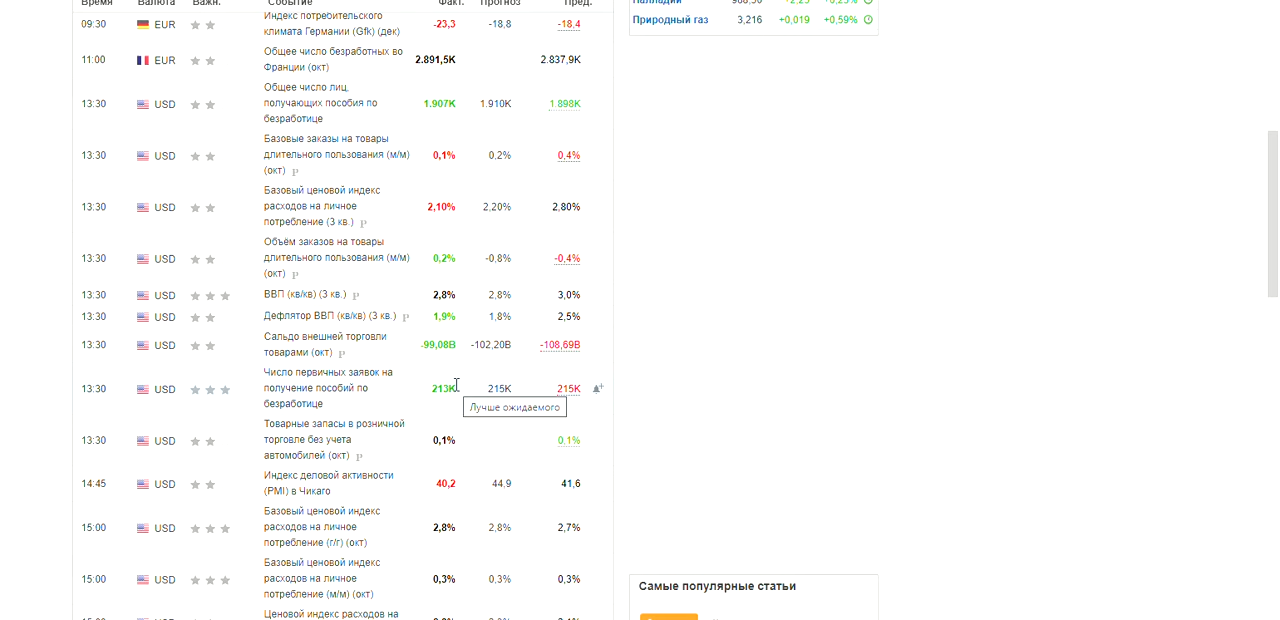 Время Валюта Важн. Событие Факт. Прогноз Пред.
09:30 EUR Индекс потребительского -23,3 -18,8 -18,4
климата Германии (Gfk) (дек)
11:00 EUR Общее число безработных во 2.891,5K 2.837,9K
Франции (окт)
13:30 USD Общее число лиц, 1.907K 1.910K 1.898K
получающих пособия по
безработице
13:30 USD Базовые заказы на товары 0,1% 0,2% 0,4%
длительного пользования (м/м)
(окт) P
13:30 USD Базовый ценовой индекс 2,10% 2,20% 2,80%
расходов на личное
потребление (3 кв.) P
13:30 USD Объём заказов на товары 0,2% -0,8% -0,4%
длительного пользования (м/м)
(окт) P
13:30 USD ВВП (кв/кв) (3 кв.) P 2,8% 2,8% 3,0%
13:30 USD Дефлятор ВВП (кв/кв) (3 кв.) P 1,9% 1,8% 2,5%
13:30 USD Сальдо внешней торговли -99,08B -102,20B -108,69B
товарами (окт) P
13:30 USD Число первичных заявок на 213K 215K 215K
получение пособий по
безработице
Лучше ожидаемого
13:30 USD Товарные запасы в розничной 0,1% 0,1%
торговле без учета
автомобилей (окт) P
14:45 USD Индекс деловой активности 40,2 44,9 41,6
(PMI) в Чикаго
15:00 USD Базовый ценовой индекс 2,8% 2,8% 2,7%
расходов на личное
потребление (г/г) (окт)
15:00 USD Базовый ценовой индекс 0,3% 0,3% 0,3%
расходов на личное
потребление (м/м) (окт)
Ценовой индекс расходов на
Палладий
Природный газ 3,216 +0,019 +0,59%
Самые популярные статьи